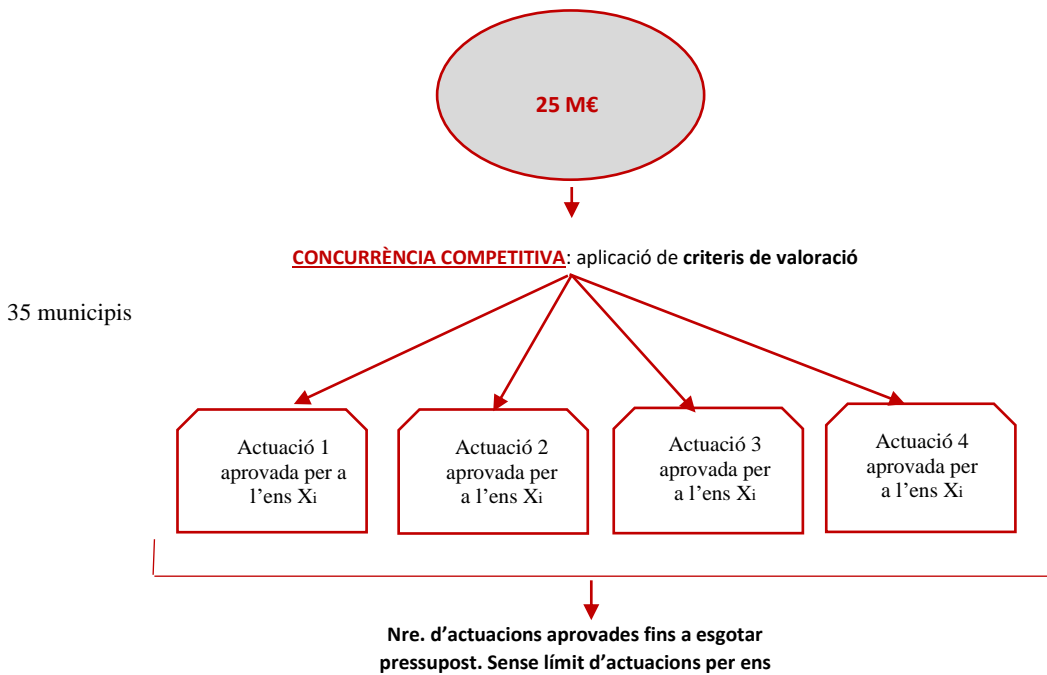 25 M€
CONCURRÈNCIA COMPETITIVA: aplicació de criteris de valoració
35 municipis
Actuació 1
aprovada per a
l’ens Xi
Actuació 2
aprovada per
a l’ens Xi
Actuació 3
aprovada per
a l’ens Xi
Actuació 4
aprovada per
a l’ens Xi
Nre. d’actuacions aprovades fins a esgotar
pressupost. Sense límit d’actuacions per ens